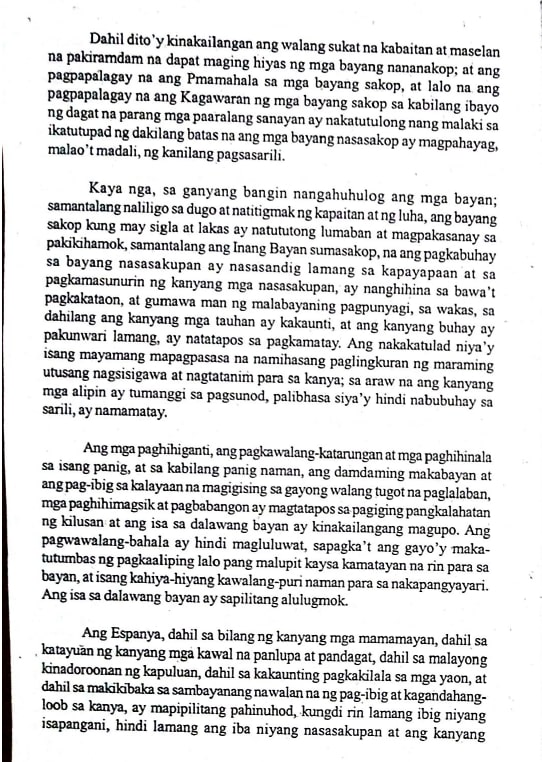 Dahil dito'y kinakailangan ang walang sukat na kabaitan at maselan
na pakiramdam na dapat maging hiyas ng mga bayang nananakop; at ang
pagpapalagay na ang Pmamahala sa mga bayang sakop, at lalo na ang
pagpapalagay na ang Kagawaran ng mga bayang sakop sa kabilang ibayo
ng dagat na parang mga paaralang sanayan ay nakatutulong nang malaki sa
ikatutupad ng dakilang batas na ang mga bayang nasasakop ay magpahayag,
malao't madali, ng kanilang pagsasarili.
Kaya nga, sa ganyang bangin nangahuhulog ang mga bayan;
samantalang naliligo sa dugo at natitigmak ng kapaitan at ng luha, ang bayang
sakop kung may sigla at lakas ay natututong lumaban at magpakasanay sa
pakikihamok, samantalang ang Inang Bayan sumasakop, na ang pagkabuhay
sa bayang nasasakupan ay nasasandig lamang sa kapayapaan at sa
pagkamasunurin ng kanyang mga nasasakupan, ay nanghihina sa bawa't
pagkakataon, at gumawa man ng malabayaning pagpunyagi, sa wakas, sa
dahilang ang kanyang mga tauhan ay kakaunti, at ang kanyang buhay ay
pakunwari lamang, ay natatapos sa pagkamatay. Ang nakakatulad niya'y
isang mayamang mapagpasasa na namihasang paglingkuran ng maraming
utusang nagsisigawa at nagtatanim para sa kanya; sa araw na ang kanyang
mga alipin ay tumanggi sa pagsunod, palibhasa siya'y hindi nabubuhay sa
sarili, ay namamatay.
Ang mga paghihiganti, ang pagkawalang-katarungan at mga paghihinala
sa isang panig, at sa kabilang panig naman, ang damdaming makabayan at
ang pag-ibig sa kalayaan na magigising sa gayong walang tugot na paglalaban,
mga paghihimagsik at pagbabangon ay magtatapos sa pagiging pangkalahatan
ng kilusan at ang isa sa dalawang bayan ay kinakailangang magupo. Ang
pagwawalang-bahala ay hindi magluluwat, sapagka't ang gayo'y maka-
tutumbas ng pagkaaliping lalo pang malupit kaysa kamatayan na rin para sa
bayan, at isang kahiya-hiyang kawalang-puri naman para sa nakapangyayari.
Ang isa sa dalawang bayan ay sapilitang alulugmok.
Ang Espanya, dahil sa bilang ng kanyang mga mamamayan, dahil sa
katayuan ng kanyang mga kawal na panlupa at pandagat, dahil sa malayong
kinadoroonan ng kapuluan, dahil sa kakaunting pagkakilala sa mga yaon, at
dahil sa makikibaka sa sambayanang nawalan na ng pag-ibig at kagandahang-
loob sa kanya, ay mapipilitang pahinuhod, kungdi rin lamang ibig niyang
isapangani, hindi lamang ang iba niyang nasasakupan at ang kanyang